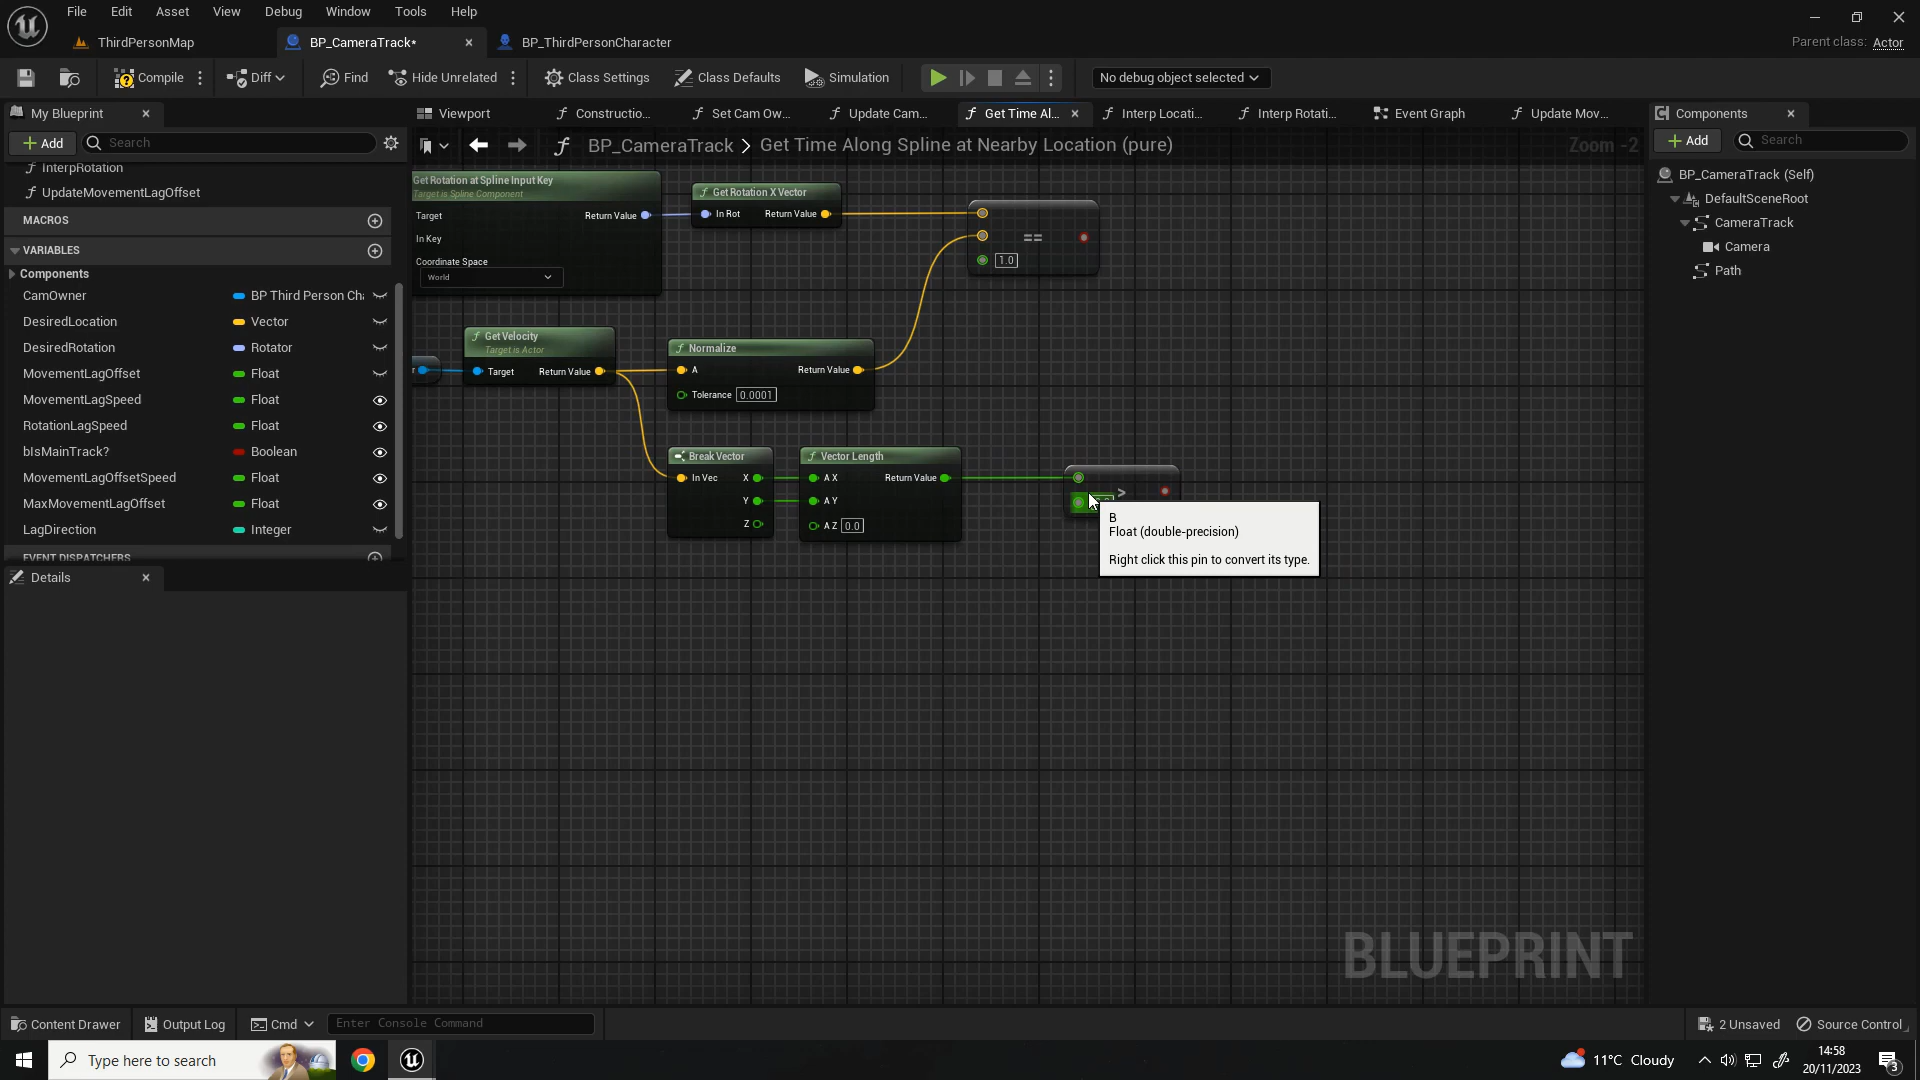 File Edit Asset View Debug Window Tools Help
ThirdPersonMap BP_CameraTrack* BP_ThirdPersonCharacter
Parent class: Actor
Compile Diff Find Hide Unrelated Class Settings Class Defaults Simulation No debug object selected
My Blueprint
Viewport Constructio... Set Cam Ow... Update Cam... Get Time Al... Interp Locati... Interp Rotati... Event Graph Update Mov...
Components
Add Search
BP_CameraTrack > Get Time Along Spline at Nearby Location (pure)
Zoom -2
Add Search
InterpRotation
UpdateMovementLagOffset
MACROS
VARIABLES
Components
CamOwner BP Third Person Cha
DesiredLocation Vector
DesiredRotation Rotator
MovementLagOffset Float
MovementLagSpeed Float
RotationLagSpeed Float
bIsMainTrack? Boolean
MovementLagOffsetSpeed Float
MaxMovementLagOffset Float
LagDirection Integer
EVENT DISPATCHERS
Details
Get Rotation at Spline Input Key
Target is Spline Component
Target Return Value
In Key
Coordinate Space
World
Get Rotation X Vector
In Rot Return Value
==
1.0
Get Velocity
Target is Actor
Target Return Value
Normalize
A Return Value
Tolerance 0.0001
Break Vector
In Vec X
Y
Z
Vector Length
A X Return Value
A Y
A Z 0.0
>
B
Float (double-precision)
Right click this pin to convert its type.
BLUEPRINT
BP_CameraTrack (Self)
DefaultSceneRoot
CameraTrack
Camera
Path
Content Drawer Output Log Cmd Enter Console Command 2 Unsaved Source Control
Type here to search 11°C Cloudy 14:58
20/11/2023
3